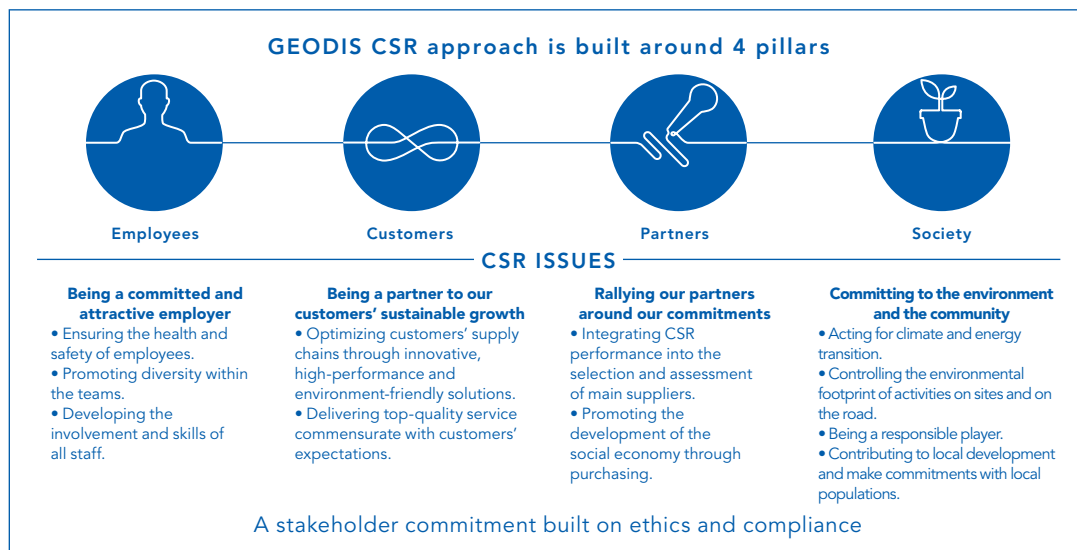 GEODIS CSR approach is built around 4 pillars
Employees
Customers
Partners
Society
CSR ISSUES
Being a committed and
attractive employer
• Ensuring the health and
safety of employees.
• Promoting diversity within
the teams.
• Developing the
involvement and skills of
all staff.
Being a partner to our
customers’ sustainable growth
• Optimizing customers’ supply
chains through innovative,
high-performance and
environment-friendly solutions.
• Delivering top-quality service
commensurate with customers’
expectations.
Rallying our partners
around our commitments
• Integrating CSR
performance into the
selection and assessment
of main suppliers.
• Promoting the
development of the
social economy through
purchasing.
Committing to the environment
and the community
• Acting for climate and energy
transition.
• Controlling the environmental
footprint of activities on sites and on
the road.
• Being a responsible player.
• Contributing to local development
and make commitments with local
populations.
A stakeholder commitment built on ethics and compliance